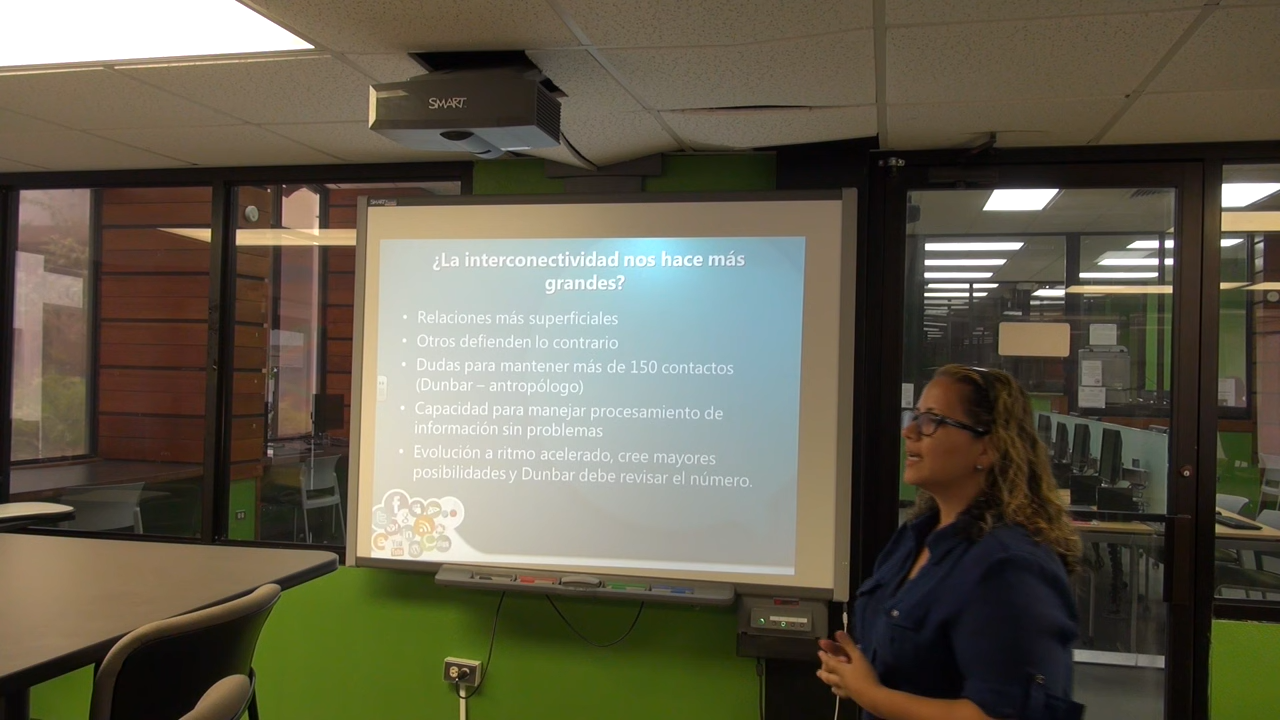 SMART
SMART
¿La interconectividad nos hace más
grandes?
• Relaciones más superficiales
• Otros defienden lo contrario
• Dudas para mantener más de 150 contactos
(Dunbar – antropólogo)
• Capacidad para manejar procesamiento de
información sin problemas
• Evolución a ritmo acelerado, cree mayores
posibilidades y Dunbar debe revisar el número.